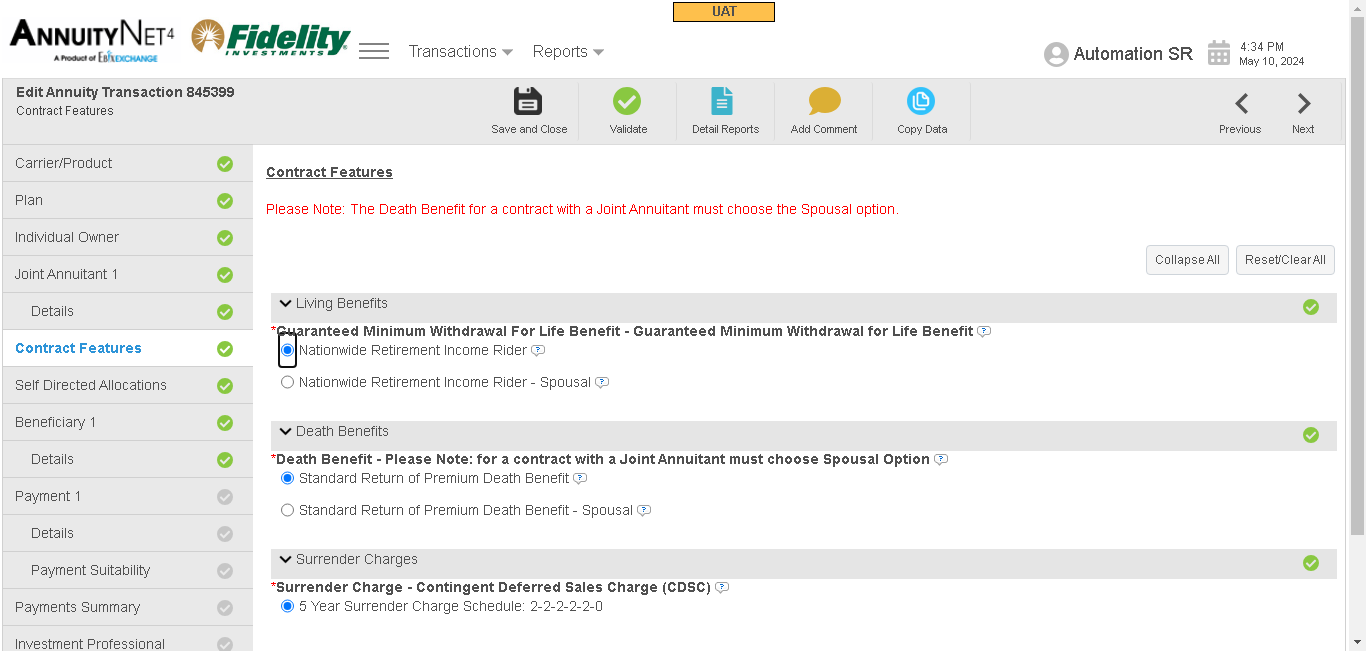 UAT
ANNUITYNET4
A Product of EBIXEXCHANGE
Fidelity
INVESTMENTS
Transactions
Reports
Automation SR
4:34 PM
May 10, 2024
Edit Annuity Transaction 845399
Contract Features
Save and Close
Validate
Detail Reports
Add Comment
Copy Data
Previous
Next
Carrier/Product
Plan
Individual Owner
Joint Annuitant 1
Details
Contract Features
Self Directed Allocations
Beneficiary 1
Details
Payment 1
Details
Payment Suitability
Payments Summary
Investment Professional
Contract Features
Please Note: The Death Benefit for a contract with a Joint Annuitant must choose the Spousal option.
Collapse All
Reset/Clear All
Living Benefits
*Guaranteed Minimum Withdrawal For Life Benefit - Guaranteed Minimum Withdrawal for Life Benefit
Nationwide Retirement Income Rider
Nationwide Retirement Income Rider - Spousal
Death Benefits
*Death Benefit - Please Note: for a contract with a Joint Annuitant must choose Spousal Option
Standard Return of Premium Death Benefit
Standard Return of Premium Death Benefit - Spousal
Surrender Charges
*Surrender Charge - Contingent Deferred Sales Charge (CDSC)
5 Year Surrender Charge Schedule: 2-2-2-2-2-0